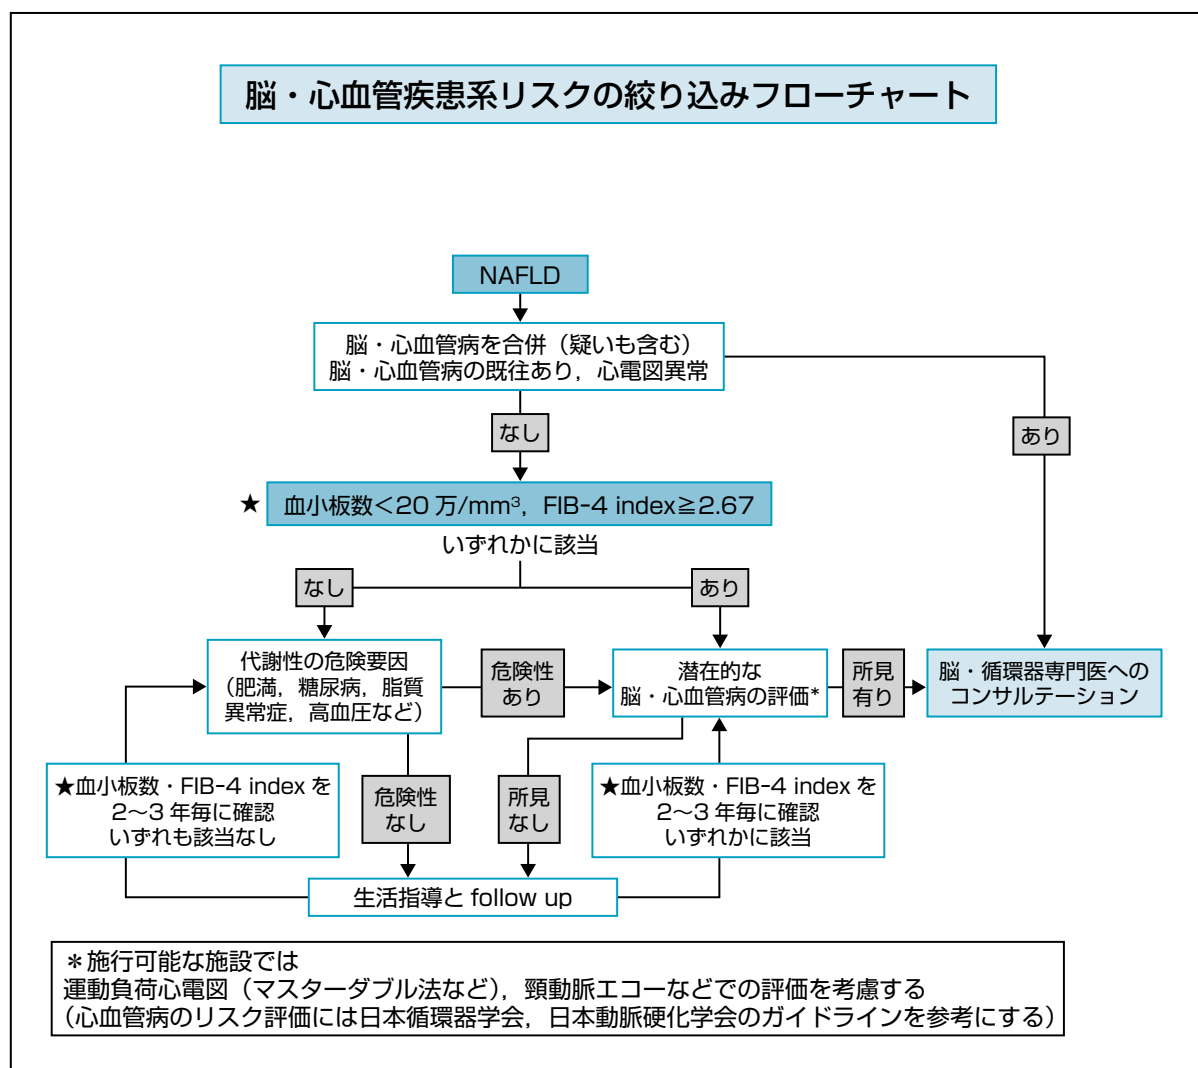 脳・心血管疾患系リスクの絞り込みフローチャート
NAFLD
脳・心血管病を合併（疑いも含む）
脳・心血管病の既往あり，心電図異常
なし
あり
★ 血小板数＜20 万/mm³，FIB-4 index≧2.67
いずれかに該当
なし
あり
代謝性の危険要因
（肥満，糖尿病，脂質
異常症，高血圧など）
危険性
あり
潜在的な
脳・心血管病の評価*
所見
有り
脳・循環器専門医への
コンサルテーション
★血小板数・FIB-4 index を
2〜3 年毎に確認
いずれも該当なし
危険性
なし
所見
なし
★血小板数・FIB-4 index を
2〜3 年毎に確認
いずれかに該当
生活指導と follow up
＊施行可能な施設では
運動負荷心電図（マスターダブル法など），頸動脈エコーなどでの評価を考慮する
（心血管病のリスク評価には日本循環器学会，日本動脈硬化学会のガイドラインを参考にする）